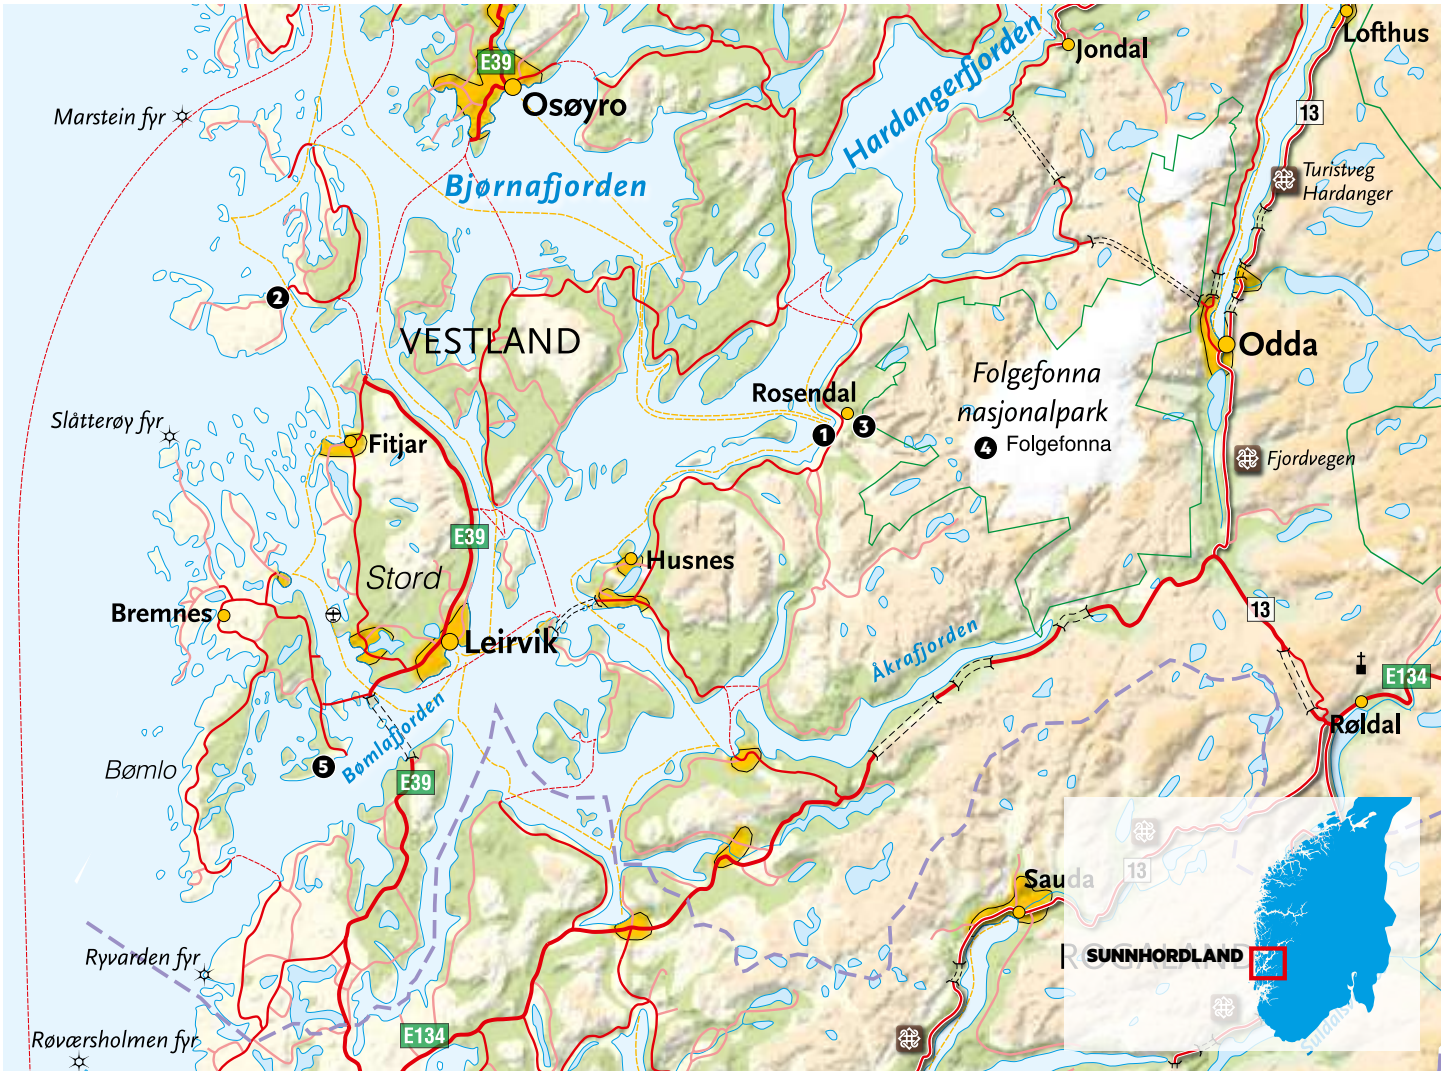 Lofthus
Jondal
E39
Osøyro
Marstein fyr
Hardangerfjorden
13
Bjørnafjorden
Turistveg
Hardanger
2
VESTLAND
Odda
Folgefonna
nasjonalpark
4 Folgefonna
Rosendal
1
3
Slåtterøy fyr
Fitjar
Fjordvegen
E39
Husnes
Stord
Bremnes
13
Leirvik
Åkrafjorden
E134
Røldal
Bømlafjorden
Bømlo
5
E39
13
Sauda
ROGALAND
SUNNHORDLAND
Ryvarden fyr
E134
Røværsholmen fyr